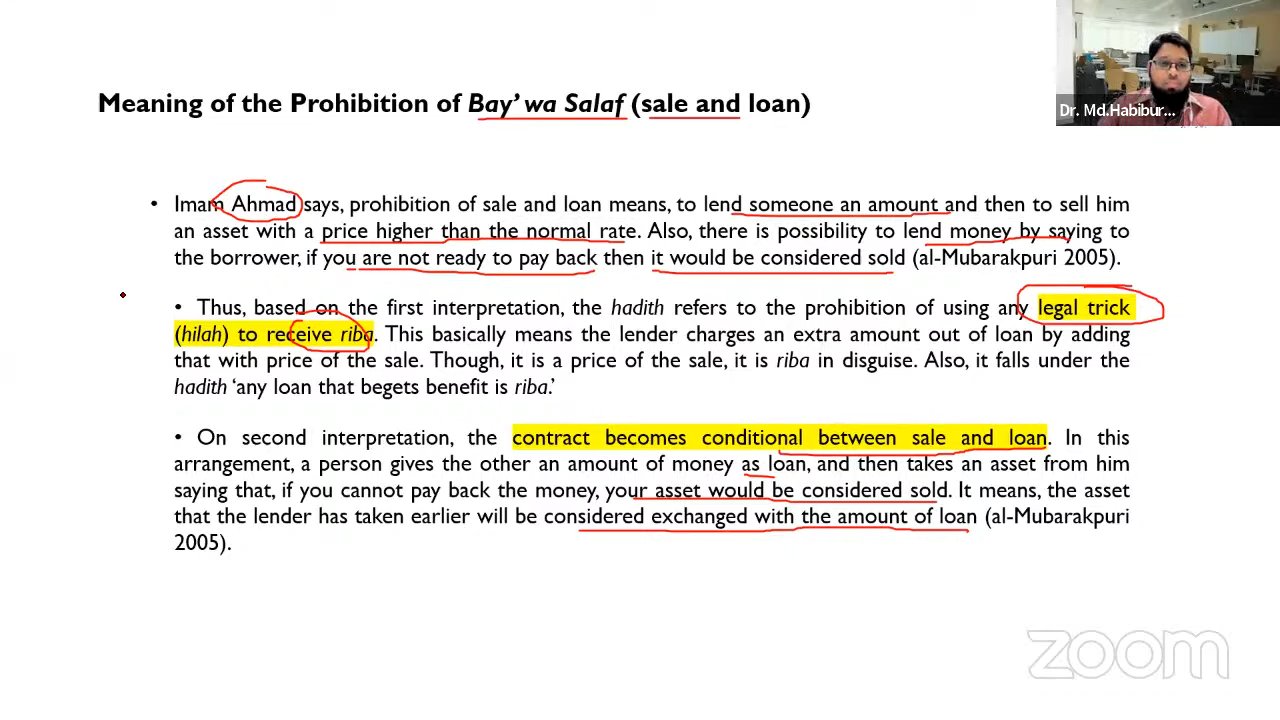 Dr. Md.Habibur...
Meaning of the Prohibition of Bay’ wa Salaf (sale and loan)
• Imam Ahmad says, prohibition of sale and loan means, to lend someone an amount and then to sell him
an asset with a price higher than the normal rate. Also, there is possibility to lend money by saying to
the borrower, if you are not ready to pay back then it would be considered sold (al-Mubarakpuri 2005).
• Thus, based on the first interpretation, the hadith refers to the prohibition of using any legal trick
(hilah) to receive riba. This basically means the lender charges an extra amount out of loan by adding
that with price of the sale. Though, it is a price of the sale, it is riba in disguise. Also, it falls under the
hadith ‘any loan that begets benefit is riba.’
• On second interpretation, the contract becomes conditional between sale and loan. In this
arrangement, a person gives the other an amount of money as loan, and then takes an asset from him
saying that, if you cannot pay back the money, your asset would be considered sold. It means, the asset
that the lender has taken earlier will be considered exchanged with the amount of loan (al-Mubarakpuri
2005).
zoom